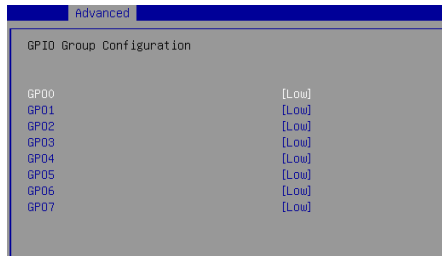 Advanced
GPIO Group Configuration
GPO0 [Low]
GPO1 [Low]
GPO2 [Low]
GPO3 [Low]
GPO4 [Low]
GPO5 [Low]
GPO6 [Low]
GPO7 [Low]